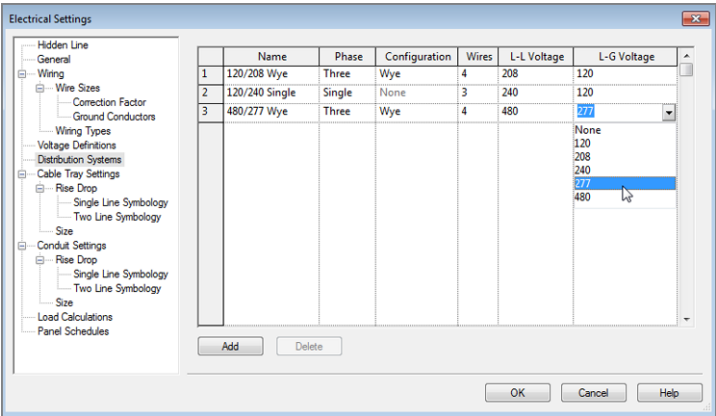 Electrical Settings
Hidden Line
General
Wiring
Wire Sizes
Correction Factor
Ground Conductors
Wiring Types
Voltage Definitions
Distribution Systems
Cable Tray Settings
Rise Drop
Single Line Symbology
Two Line Symbology
Size
Conduit Settings
Rise Drop
Single Line Symbology
Two Line Symbology
Size
Load Calculations
Panel Schedules
Name Phase Configuration Wires L-L Voltage L-G Voltage
1 120/208 Wye Three Wye 4 208 120
2 120/240 Single Single None 3 240 120
3 480/277 Wye Three Wye 4 480 277
None
120
208
240
277
480
Add Delete
OK Cancel Help